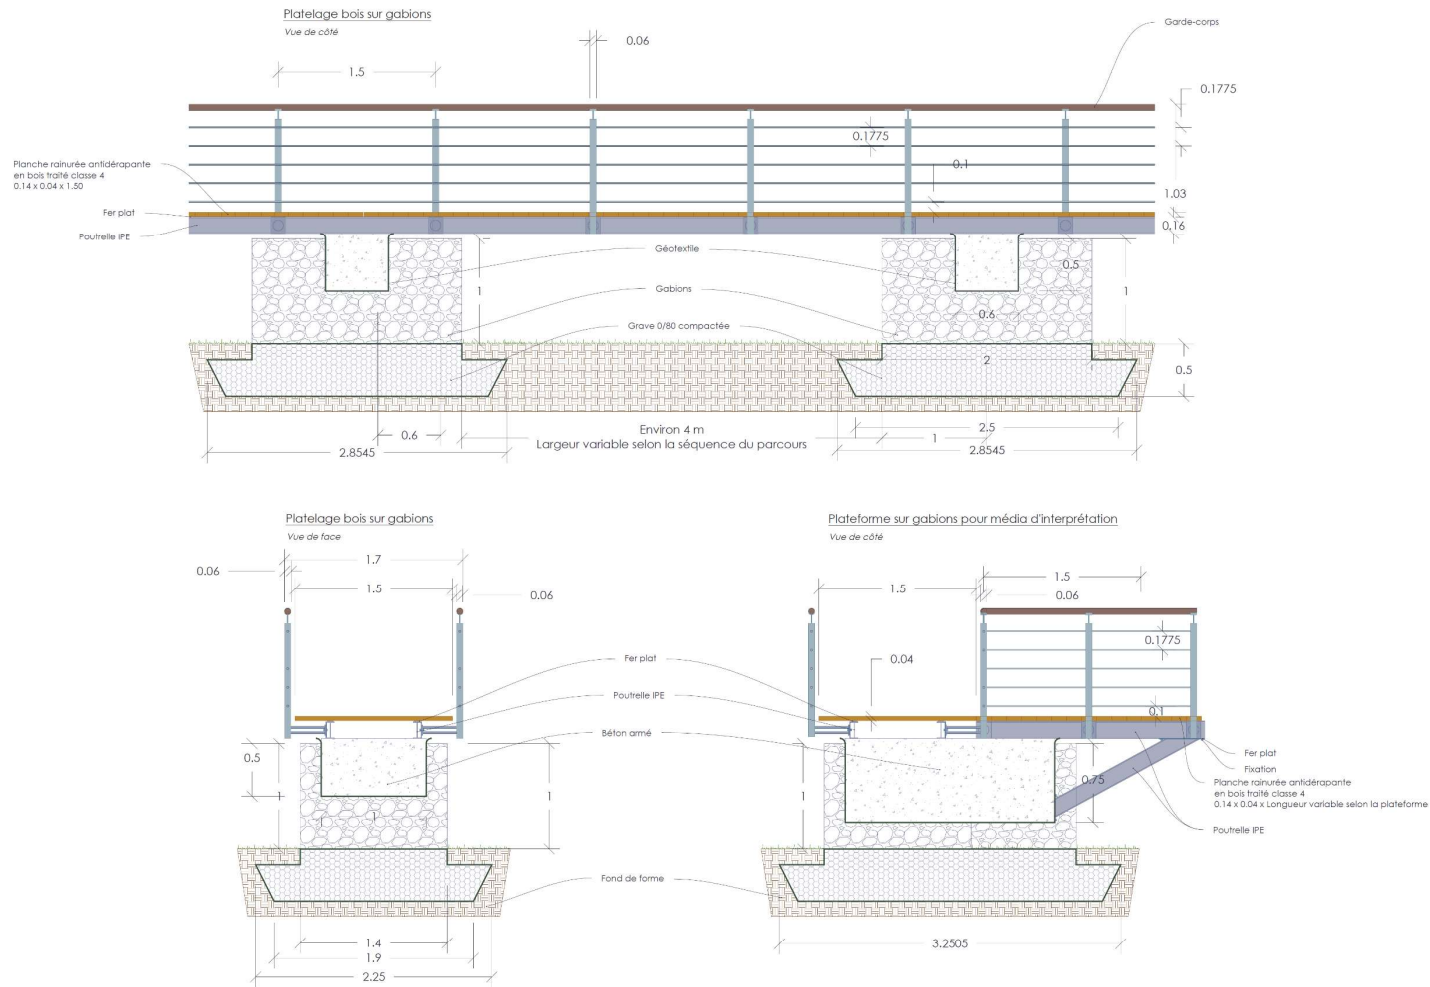 Platelage bois sur gabions
Vue de côté
Garde-corps
0.06
1.5
0.1775
0.1775
0.1
Planche rainurée antidérapante
en bois traité classe 4
0.14 x 0.04 x 1.50
1.03
Fer plat
0.16
Poutrelle IPE
Géotextile
0.5
1
1
Gabions
0.6
Grave 0/80 compactée
2
0.5
Environ 4 m
Largeur variable selon la séquence du parcours
0.6
2.5
1
2.8545
2.8545
Platelage bois sur gabions
Vue de face
Plateforme sur gabions pour média d'interprétation
Vue de côté
1.7
0.06
1.5
0.06
1.5
1.5
0.06
0.1775
Fer plat
0.04
Poutrelle IPE
0.1
Béton armé
0.5
1
1
1
1
0.75
Fer plat
Fixation
Planche rainurée antidérapante
en bois traité classe 4
0.14 x 0.04 x Longueur variable selon la plateforme
Poutrelle IPE
Fond de forme
1.4
1.9
2.25
3.2505